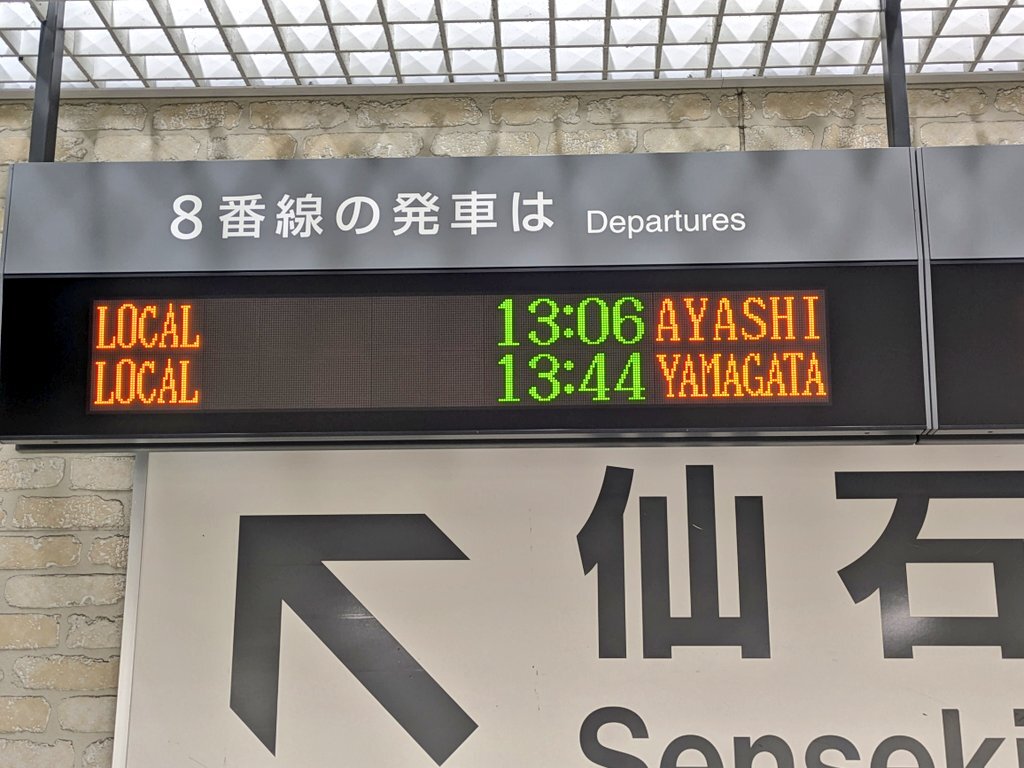 8番線の発車は Departures
LOCAL 13:06 AYASHI
LOCAL 13:44 YAMAGATA
仙石
Senseki